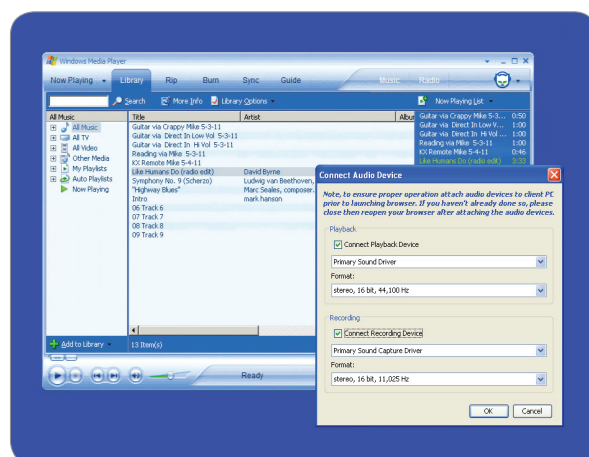 Windows Media Player
Now Playing Library Rip Burn Sync Guide Music Radio
Search More Info Library Options Now Playing List
All Music
All Music
All TV
All Video
Other Media
My Playlists
Auto Playlists
Now Playing
Title Artist Albur
Guitar via Crappy Mike 5-3-11
Guitar via Direct In Low Vol 5-3-11
Guitar via Direct In Hi Vol 5-3-11
Reading via Mike 5-3-11
KX Remote Mike 5-4-11
Like Humans Do (radio edit) David Byrne
Symphony No. 9 (Scherzo) Ludwig van Beethoven,
"Highway Blues" Marc Seales, composer.
Intro mark hanson
06 Track 6
07 Track 7
08 Track 8
09 Track 9
Guitar via Crappy Mike 5-3... 0:50
Guitar via Direct In Low V... 1:00
Guitar via Direct In Hi Vol ... 1:00
Reading via Mike 5-3-11 1:00
KX Remote Mike 5-4-11 0:46
Like Humans Do (radio edit) 3:33
Add to Library 13 Item(s)
Ready
Connect Audio Device
Note, to ensure proper operation attach audio devices to client PC
prior to launching browser. If you haven't already done so, please
close then reopen your browser after attaching the audio devices.
Playback
Connect Playback Device
Primary Sound Driver
Format:
stereo, 16 bit, 44,100 Hz
Recording
Connect Recording Device
Primary Sound Capture Driver
Format:
stereo, 16 bit, 11,025 Hz
OK Cancel